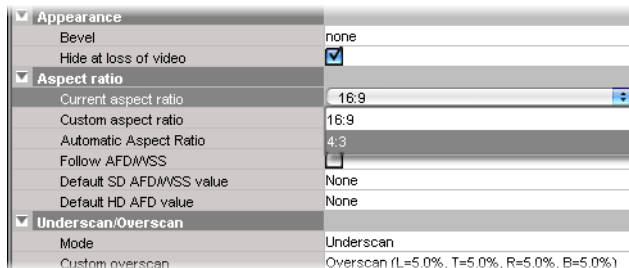 Appearance
Bevel none
Hide at loss of video
Aspect ratio
Current aspect ratio 16:9
Custom aspect ratio 16:9
Automatic Aspect Ratio 4:3
Follow AFD/WSS
Default SD AFD/WSS value None
Default HD AFD value None
Underscan/Overscan
Mode Underscan
Custom overscan Overscan (L=5.0%, T=5.0%, R=5.0%, B=5.0%)